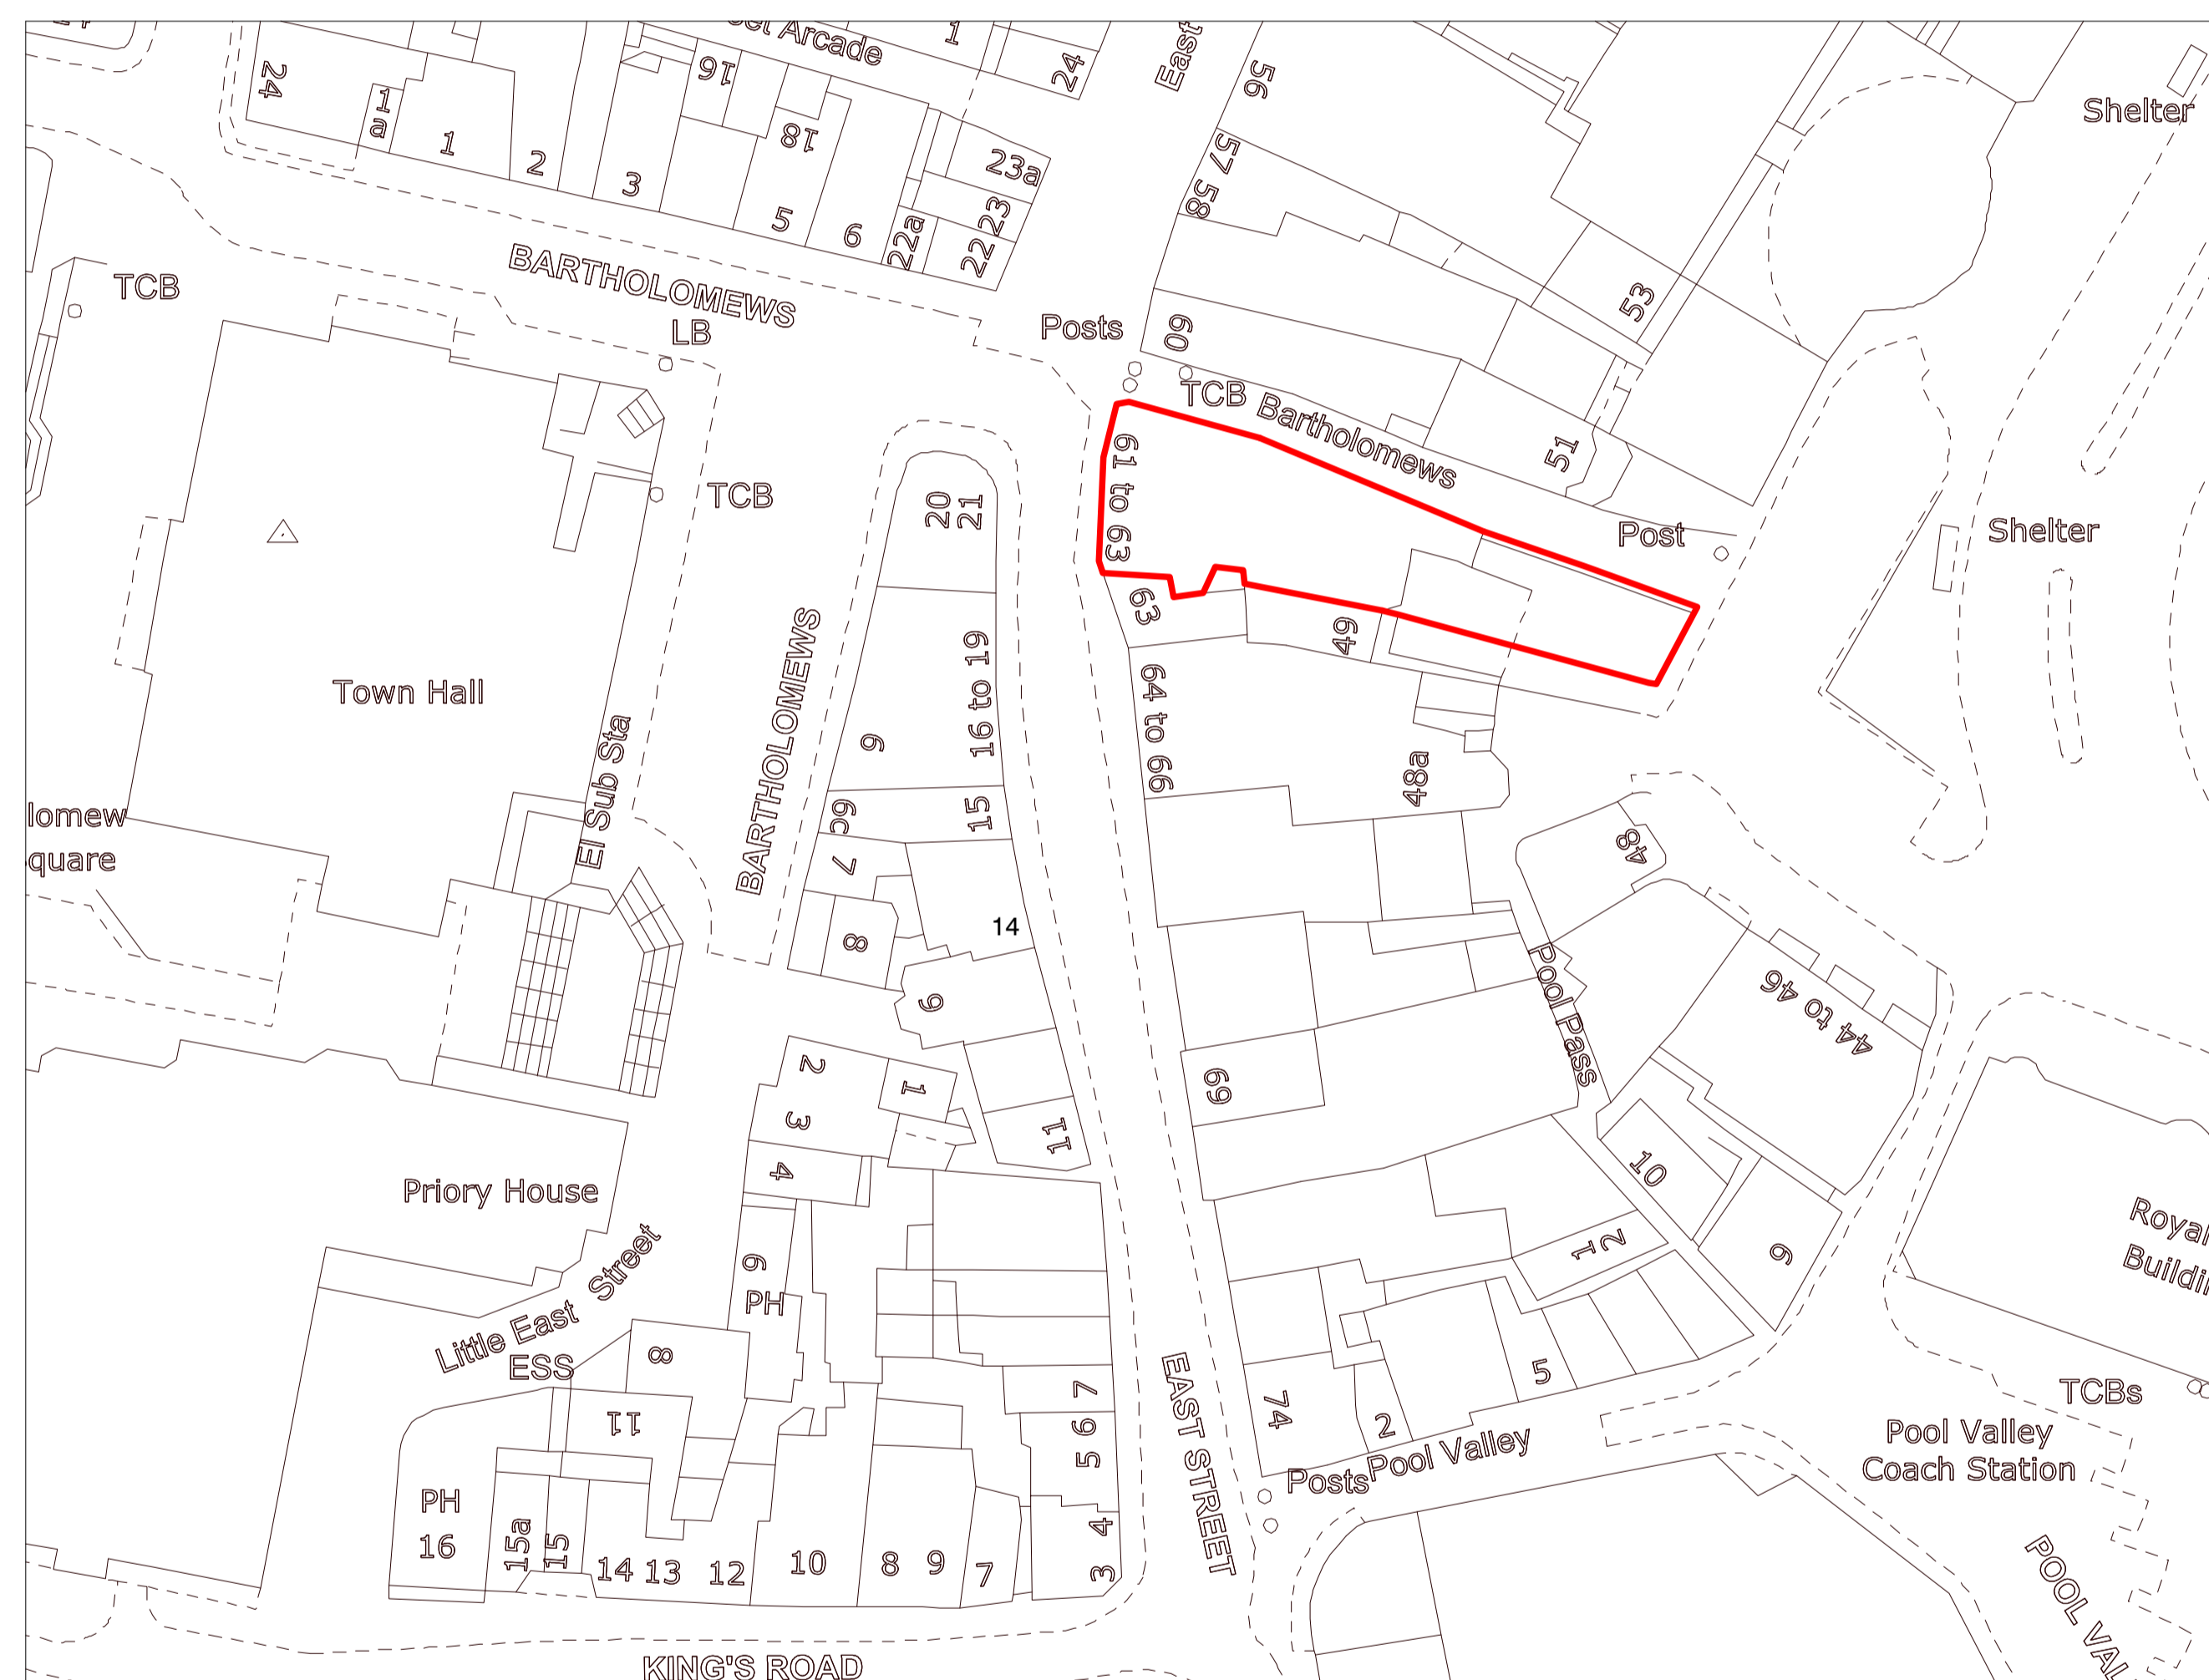 24
1
a
1
2
3
16
18
5
6
et Arcade
1
24
23a
23
22
22a
East
56
57
58
60
53
51
Shelter
BARTHOLOMEWS
TCB
LB
Posts
TCB
Bartholomews
61 to 63
Post
Shelter
TCB
20
21
63
49
Town Hall
El Sub Sta
BARTHOLOMEWS
9
16 to 19
64 to 66
48a
6c
15
lomew
quare
7
8
14
9
48
Pool Pass
44 to 46
2
3
1
4
11
69
10
9
1
2
Priory House
Little East Street
ESS
6
PH
8
11
7
6
5
4
3
EAST STREET
74
2
5
Posts
Pool Valley
TCBs
Pool Valley
Coach Station
Royal
Buildi
PH
16
15a
15
14
13
12
10
8
9
7
KING'S ROAD
POOL VAL